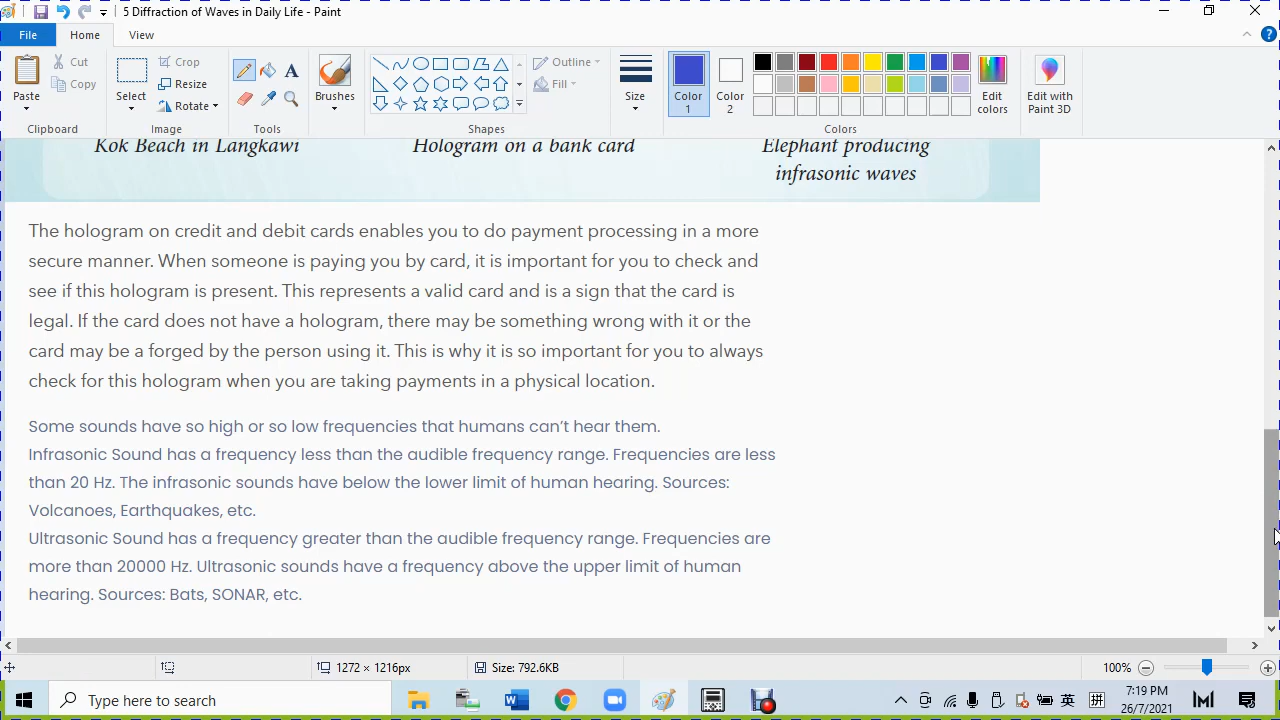 5 Diffraction of Waves in Daily Life - Paint
File Home View
Paste Cut Copy
Clipboard
Select Crop Resize Rotate
Image
Tools
A
Brushes
Outline
Fill
Shapes
Size
Color 1
Color 2
Edit colors
Colors
Edit with Paint 3D
Kok Beach in Langkawi
Hologram on a bank card
Elephant producing
infrasonic waves
The hologram on credit and debit cards enables you to do payment processing in a more
secure manner. When someone is paying you by card, it is important for you to check and
see if this hologram is present. This represents a valid card and is a sign that the card is
legal. If the card does not have a hologram, there may be something wrong with it or the
card may be a forged by the person using it. This is why it is so important for you to always
check for this hologram when you are taking payments in a physical location.
Some sounds have so high or so low frequencies that humans can't hear them.
Infrasonic Sound has a frequency less than the audible frequency range. Frequencies are less
than 20 Hz. The infrasonic sounds have below the lower limit of human hearing. Sources:
Volcanoes, Earthquakes, etc.
Ultrasonic Sound has a frequency greater than the audible frequency range. Frequencies are
more than 20000 Hz. Ultrasonic sounds have a frequency above the upper limit of human
hearing. Sources: Bats, SONAR, etc.
1272 × 1216px
Size: 792.6KB
100%
Type here to search
英
拼
7:19 PM
26/7/2021